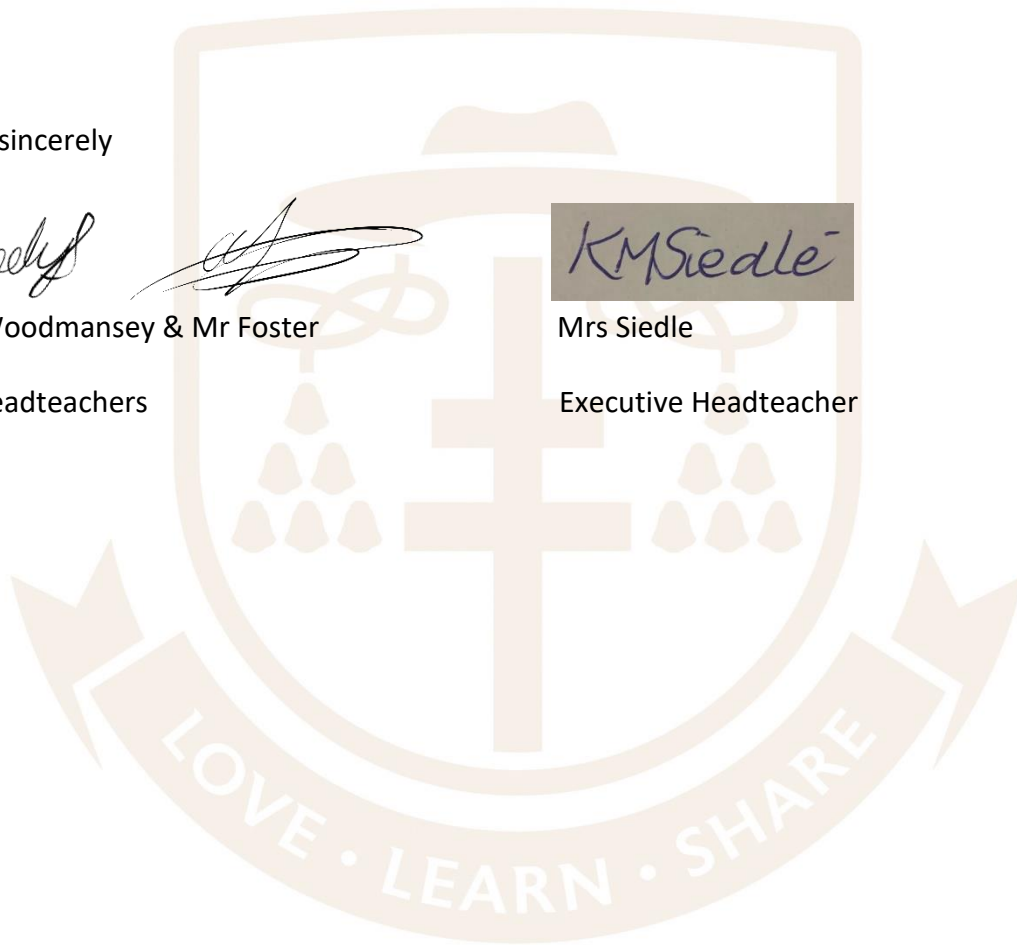 sincerely
KMSiedle
Woodmansey & Mr Foster Mrs Siedle
eadteachers Executive Headteacher
LOVE • LEARN • SHARE